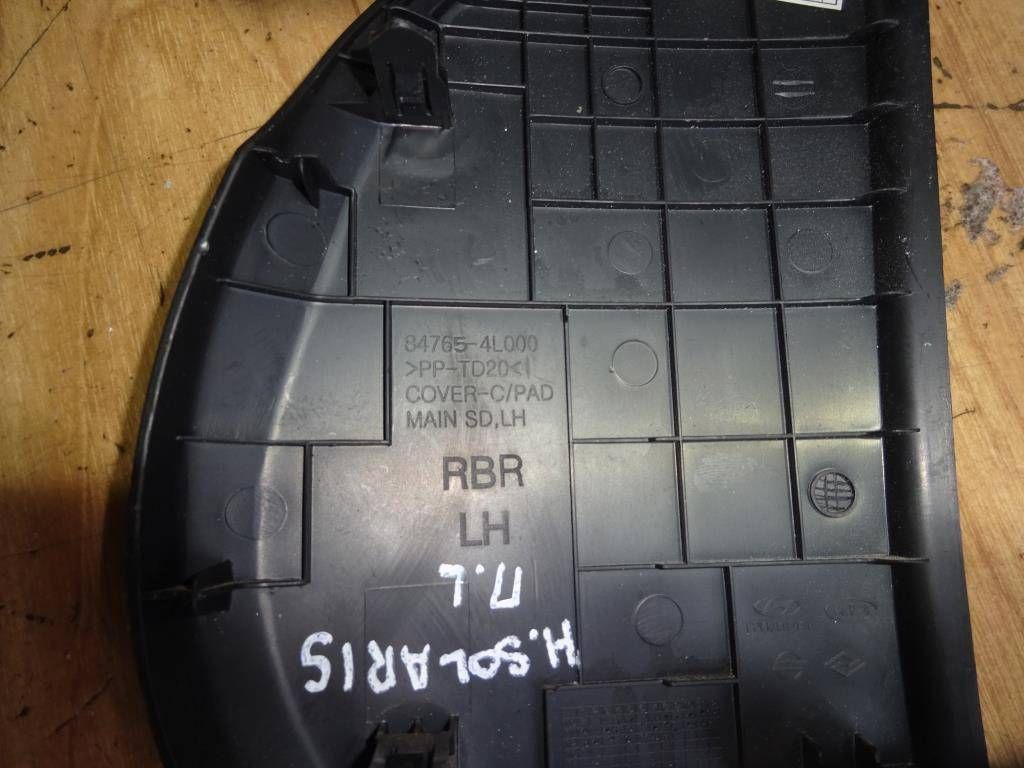 84765-4L000
>PP-TD20<I
COVER-C/PAD
MAIN SD,LH
RBR
LH
П.L
H.SOLARIS